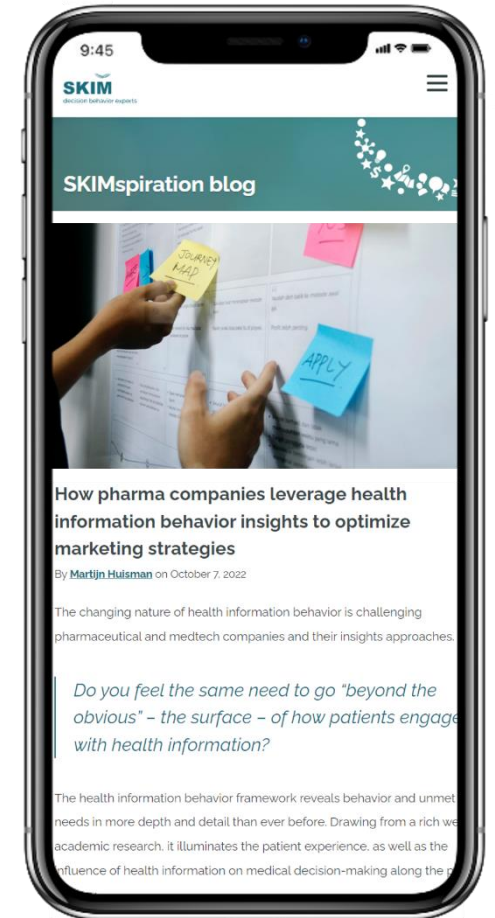 9:45
SKIM
decision behavior experts
SKIMspiration blog
JOURNEY
MAP
APPLY
How pharma companies leverage health
information behavior insights to optimize
marketing strategies
By Martijn Huisman on October 7, 2022
The changing nature of health information behavior is challenging
pharmaceutical and medtech companies and their insights approaches.
Do you feel the same need to go “beyond the
obvious” – the surface – of how patients engage
with health information?
The health information behavior framework reveals behavior and unmet
needs in more depth and detail than ever before. Drawing from a rich we
academic research, it illuminates the patient experience, as well as the
influence of health information on medical decision-making along the p